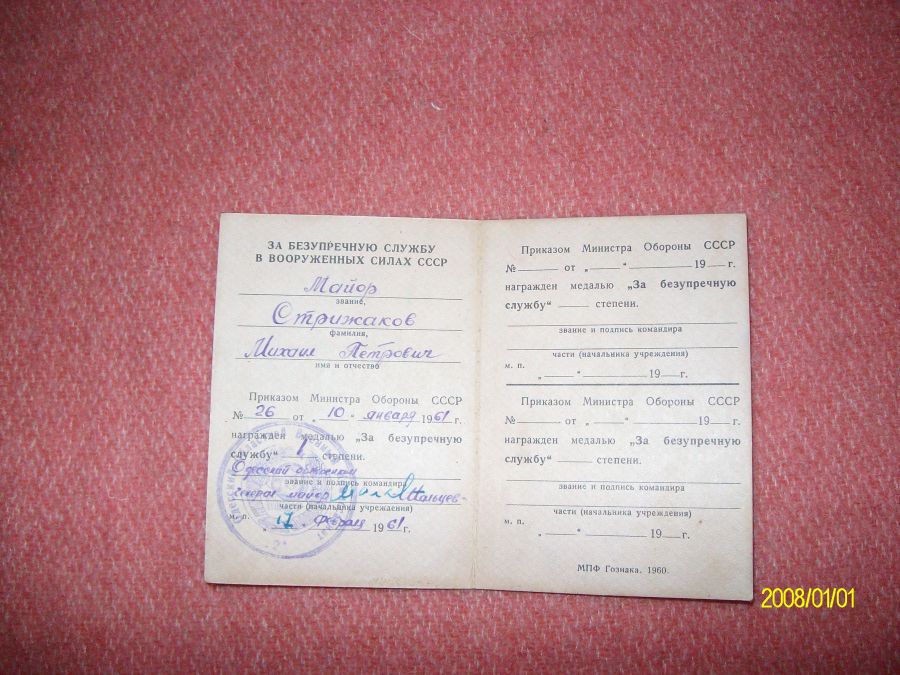 ЗА БЕЗУПРЕЧНУЮ СЛУЖБУ
В ВООРУЖЕННЫХ СИЛАХ СССР
Майор
звание,
Стрижаков
фамилия,
Михаил Петрович
имя и отчество
Приказом Министра Обороны СССР
№ 26 от „10“ января 1961 г.
награжден медалью „За безупречную
службу“ I степени.
Одесский
звание и подпись командира
майор Мальцев
части (начальника учреждения)
м. п. „17“ февраля 1961 г.
Приказом Министра Обороны СССР
№ от „ “ 19 г.
награжден медалью „За безупречную
службу“ степени.
звание и подпись командира
части (начальника учреждения)
м. п.
„ “ 19 г.
Приказом Министра Обороны СССР
№ от „ “ 19 г.
награжден медалью „За безупречную
службу“ степени.
звание и подпись командира
части (начальника учреждения)
м. п.
„ “ 19 г.
МПФ Гознака. 1960.
2008/01/01